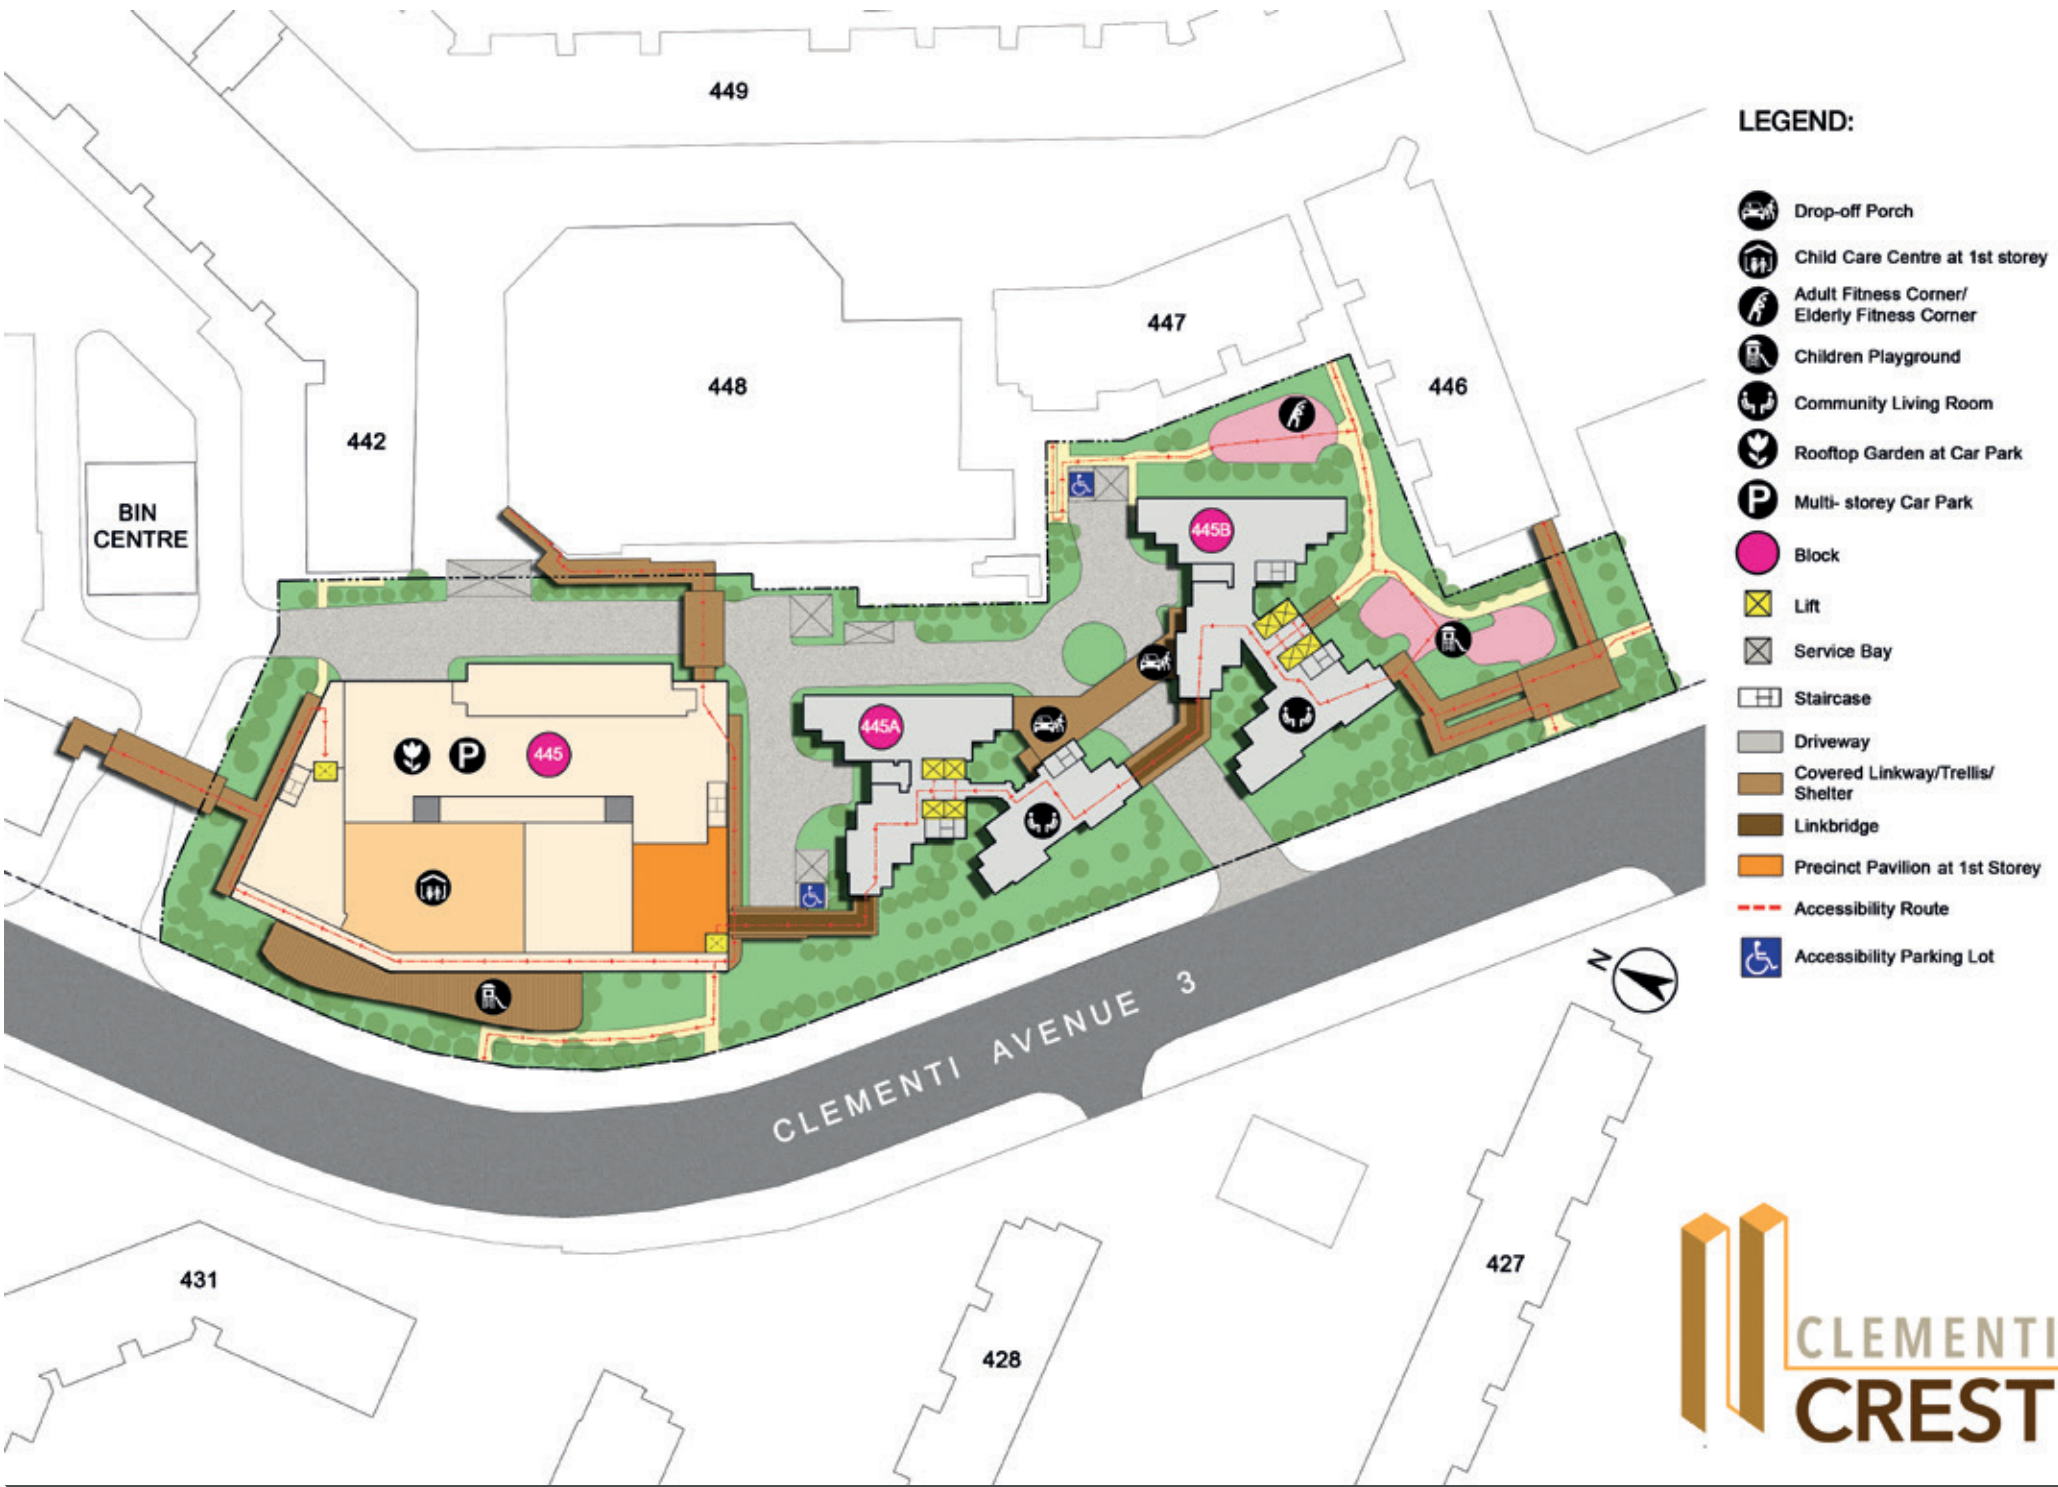 449
LEGEND:
Drop-off Porch
Child Care Centre at 1st storey
Adult Fitness Corner/
Elderly Fitness Corner
447
Children Playground
448
446
Community Living Room
442
Rooftop Garden at Car Park
P
Multi- storey Car Park
BIN
CENTRE
445B
Block
Lift
Service Bay
Staircase
445A
Driveway
P
445
Covered Linkway/Trellis/
Shelter
Linkbridge
Precinct Pavilion at 1st Storey
Accessibility Route
N
Accessibility Parking Lot
CLEMENTI AVENUE 3
431
427
428
CLEMENTI
CREST